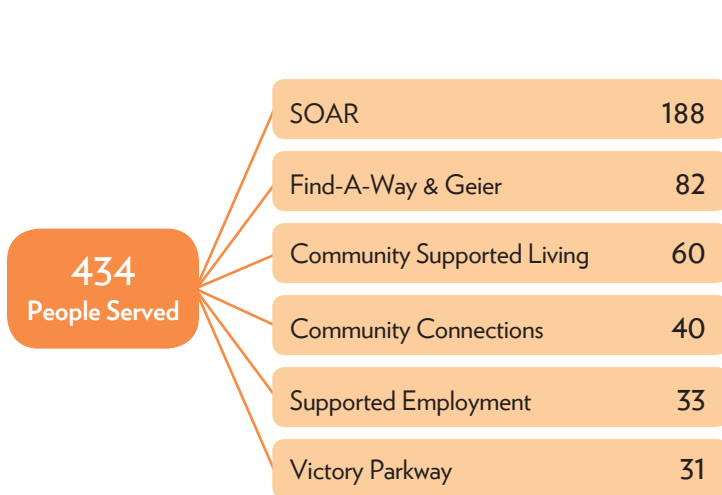 SOAR 188
Find-A-Way & Geier 82
Community Supported Living 60
434
People Served
Community Connections 40
Supported Employment 33
Victory Parkway 31